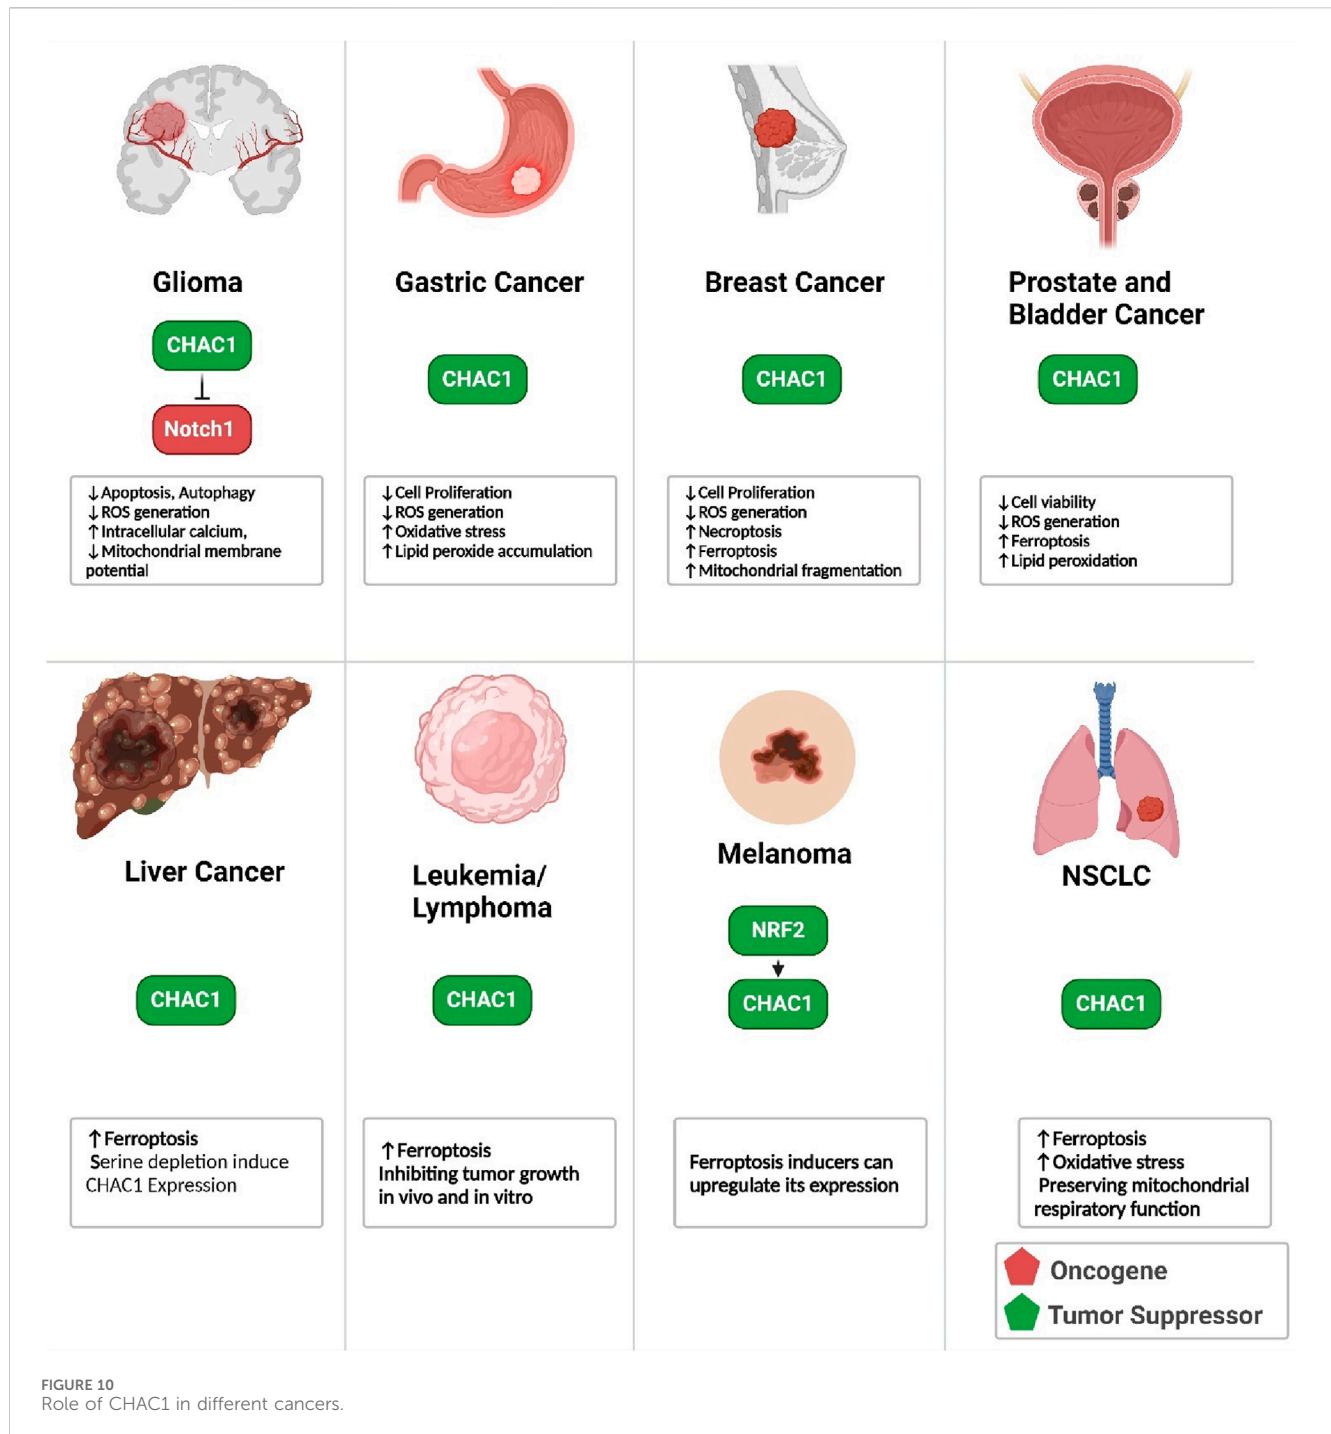 Glioma
CHAC1
Notch1
↓ Apoptosis, Autophagy
↓ ROS generation
↑ Intracellular calcium,
↓ Mitochondrial membrane
potential
Gastric Cancer
CHAC1
↓ Cell Proliferation
↓ ROS generation
↑ Oxidative stress
↑ Lipid peroxide accumulation
Breast Cancer
CHAC1
↓ Cell Proliferation
↓ ROS generation
↑ Necroptosis
↑ Ferroptosis
↑ Mitochondrial fragmentation
Prostate and
Bladder Cancer
CHAC1
↓ Cell viability
↓ ROS generation
↑ Ferroptosis
↑ Lipid peroxidation
Liver Cancer
CHAC1
↑ Ferroptosis
Serine depletion induce
CHAC1 Expression
Leukemia/
Lymphoma
CHAC1
↑ Ferroptosis
Inhibiting tumor growth
in vivo and in vitro
Melanoma
NRF2
CHAC1
Ferroptosis inducers can
upregulate its expression
NSCLC
CHAC1
↑ Ferroptosis
↑ Oxidative stress
Preserving mitochondrial
respiratory function
Oncogene
Tumor Suppressor
FIGURE 10
Role of CHAC1 in different cancers.